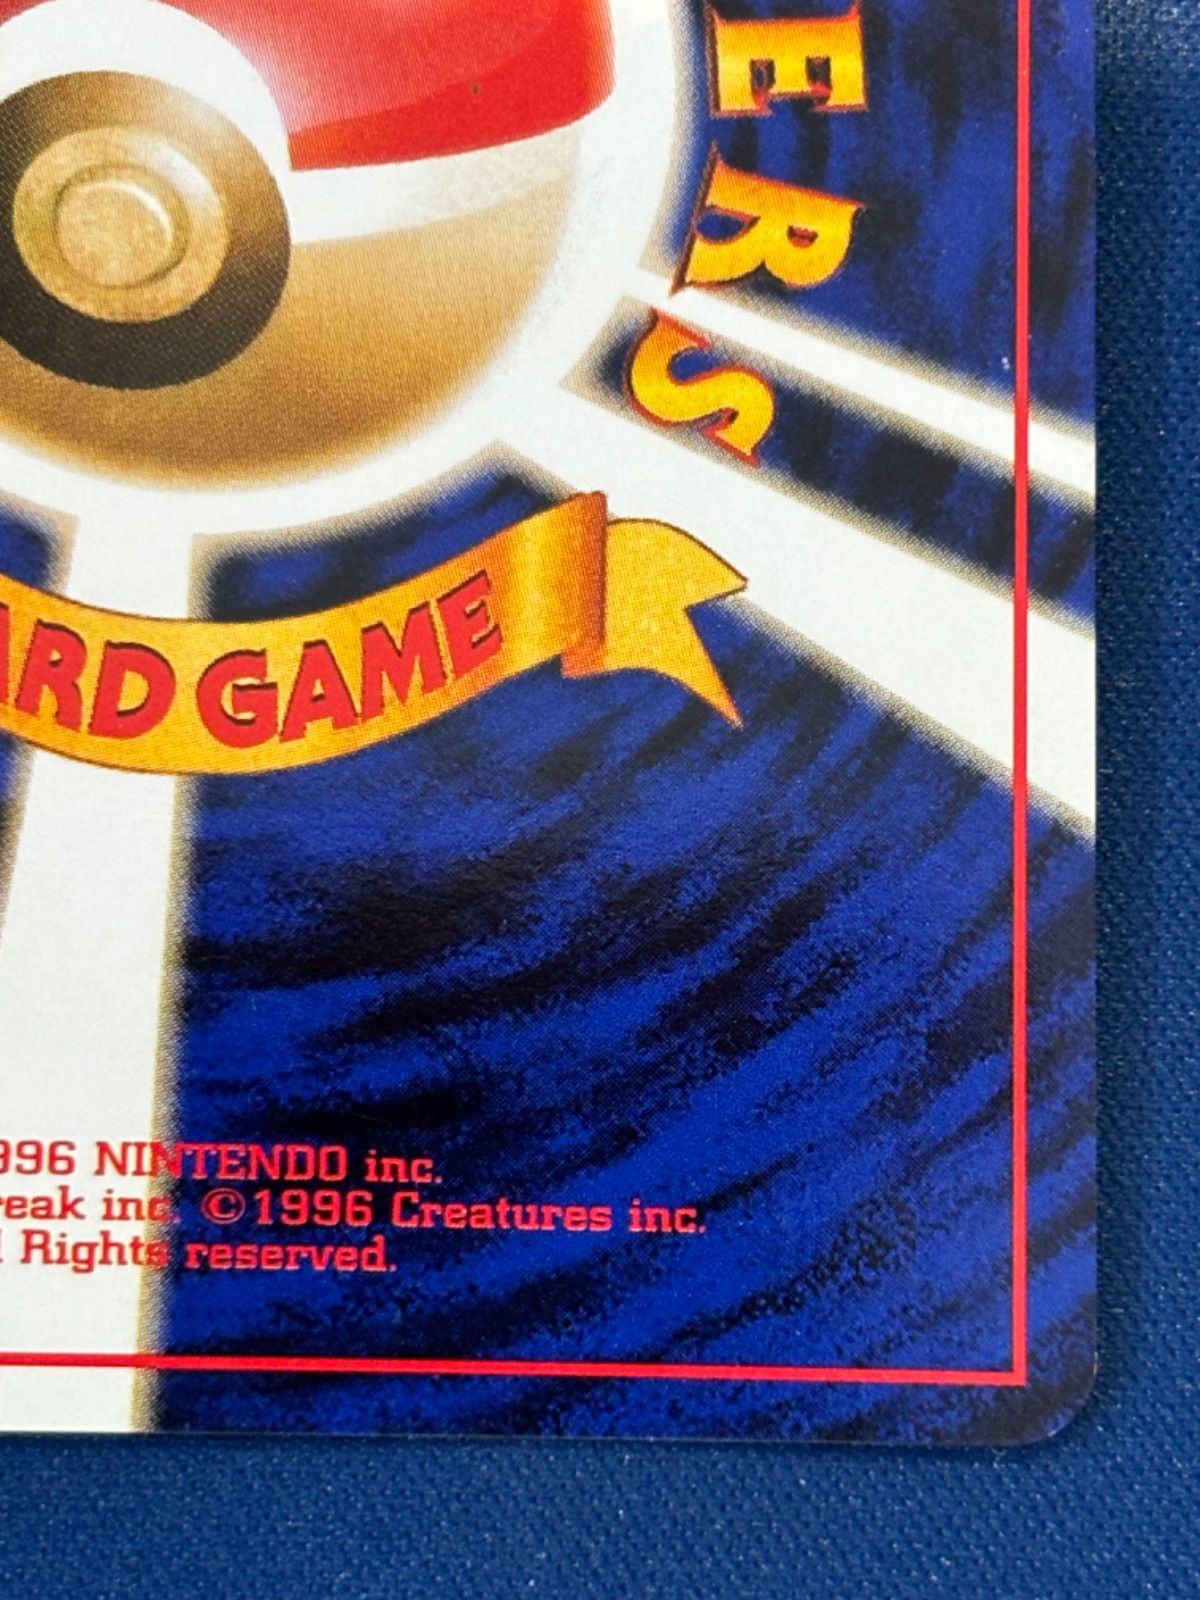 ERS
ARD GAME
996 NINTENDO inc.
reak inc. ©1996 Creatures inc.
l Rights reserved.